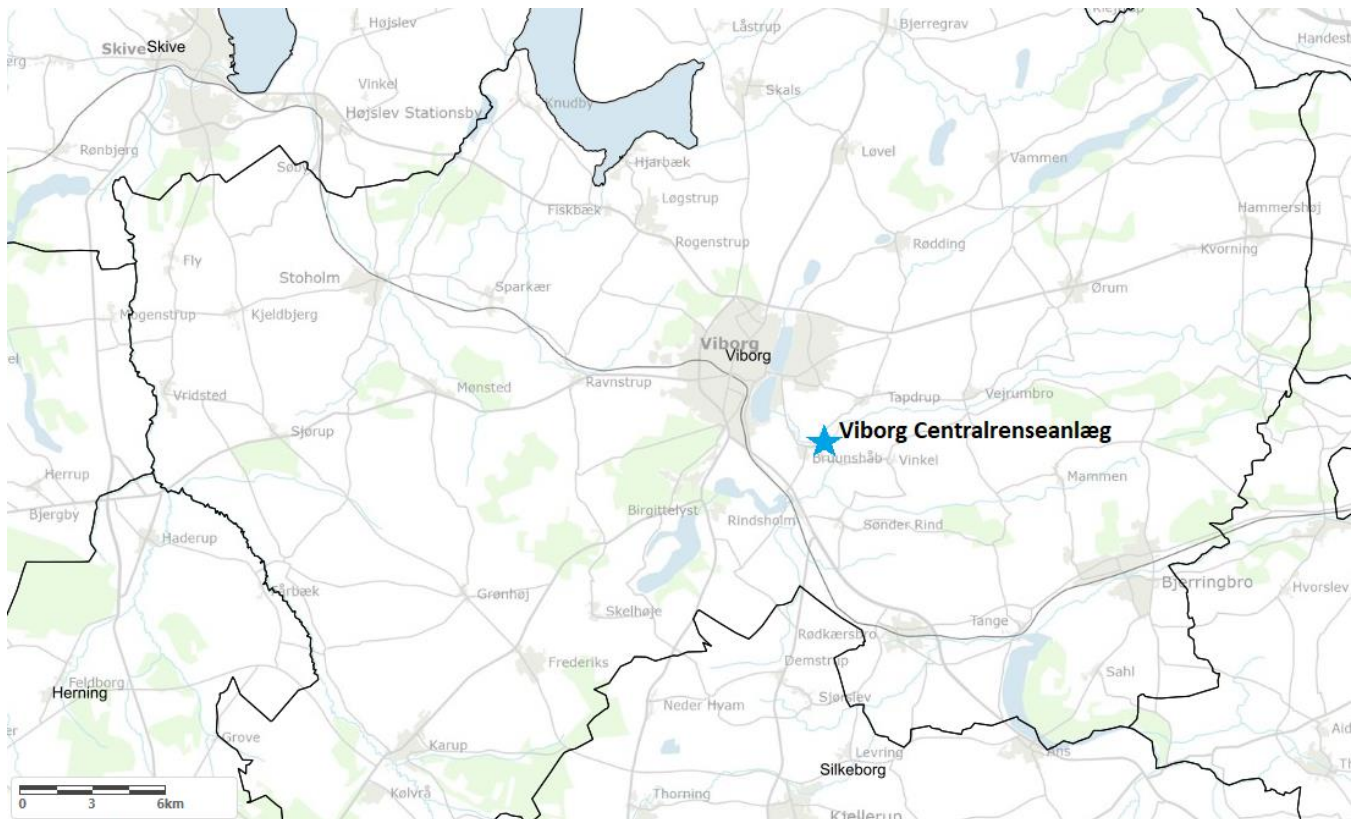 Låstrup
Bjerregrav
Højslev
Skive
Skive
Handest
Vinkel
Skals
Knudby
Højslev Stationsby
Rønbjerg
Hjarbæk
Løvel
Vammen
Søby
Løgstrup
Fiskbæk
Hammershøj
Rogenstrup
Rødding
Kvorning
Fly
Stoholm
Sparkær
Ørum
Mogenstrup
Kjeldbjerg
Viborg
Viborg
Ravnstrup
Mønsted
Vridsted
Tapdrup
Vejrumbro
Sjørup
Viborg Centralrenseanlæg
Bruunshåb
Vinkel
Herrup
Mammen
Birgittelyst
Bjergby
Rindsholm
Sønder Rind
Haderup
Bjerringbro
Hvorslev
Fårbæk
Grønhøj
Skelhøje
Tange
Rødkærsbro
Frederiks
Demstrup
Sahl
Feldborg
Herning
Sjørslev
Neder Hvam
Grove
Karup
Levring
Ans
Silkeborg
Kølvrå
Thorning
Kjellerup
0 3 6km